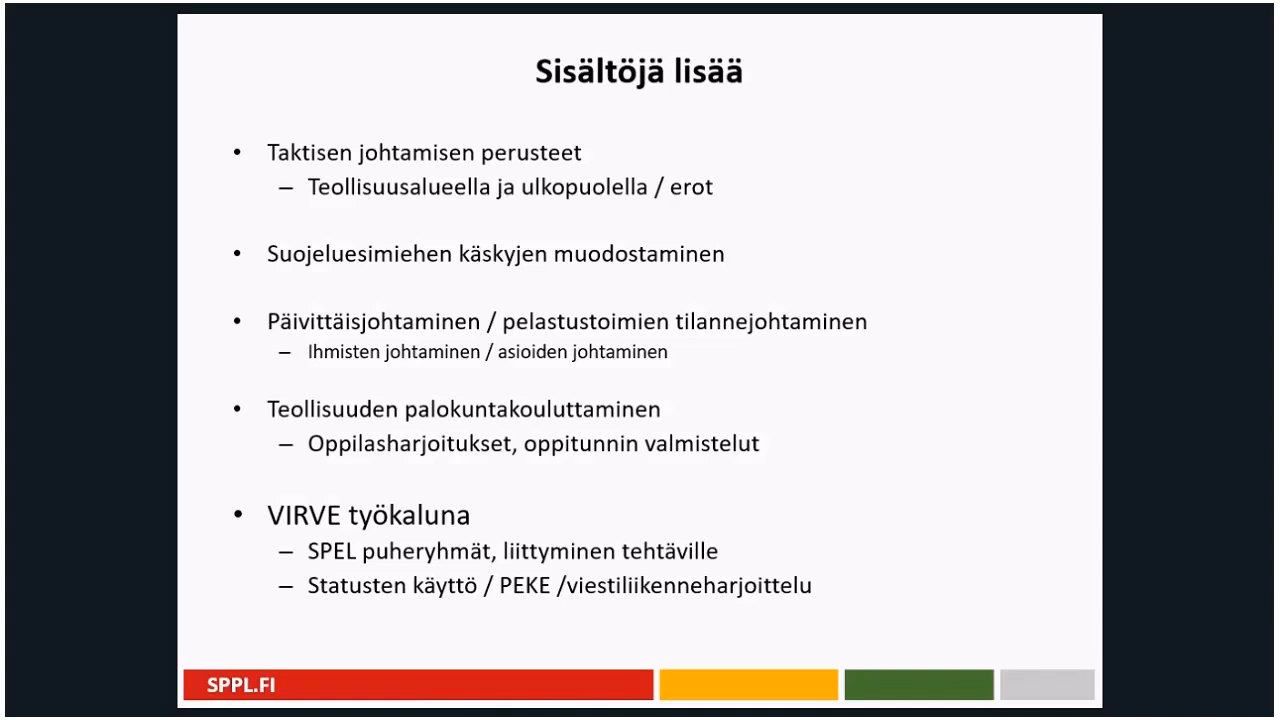 Sisältöjä lisää
• Taktisen johtamisen perusteet
– Teollisuusalueella ja ulkopuolella / erot
• Suojeluesimiehen käskyjen muodostaminen
• Päivittäisjohtaminen / pelastustoimien tilannejohtaminen
– Ihmisten johtaminen / asioiden johtaminen
• Teollisuuden palokuntakouluttaminen
– Oppilasharjoitukset, oppitunnin valmistelut
• VIRVE työkaluna
– SPEL puheryhmät, liittyminen tehtäville
– Statusten käyttö / PEKE /viestiliikenneharjoittelu
SPPL.FI